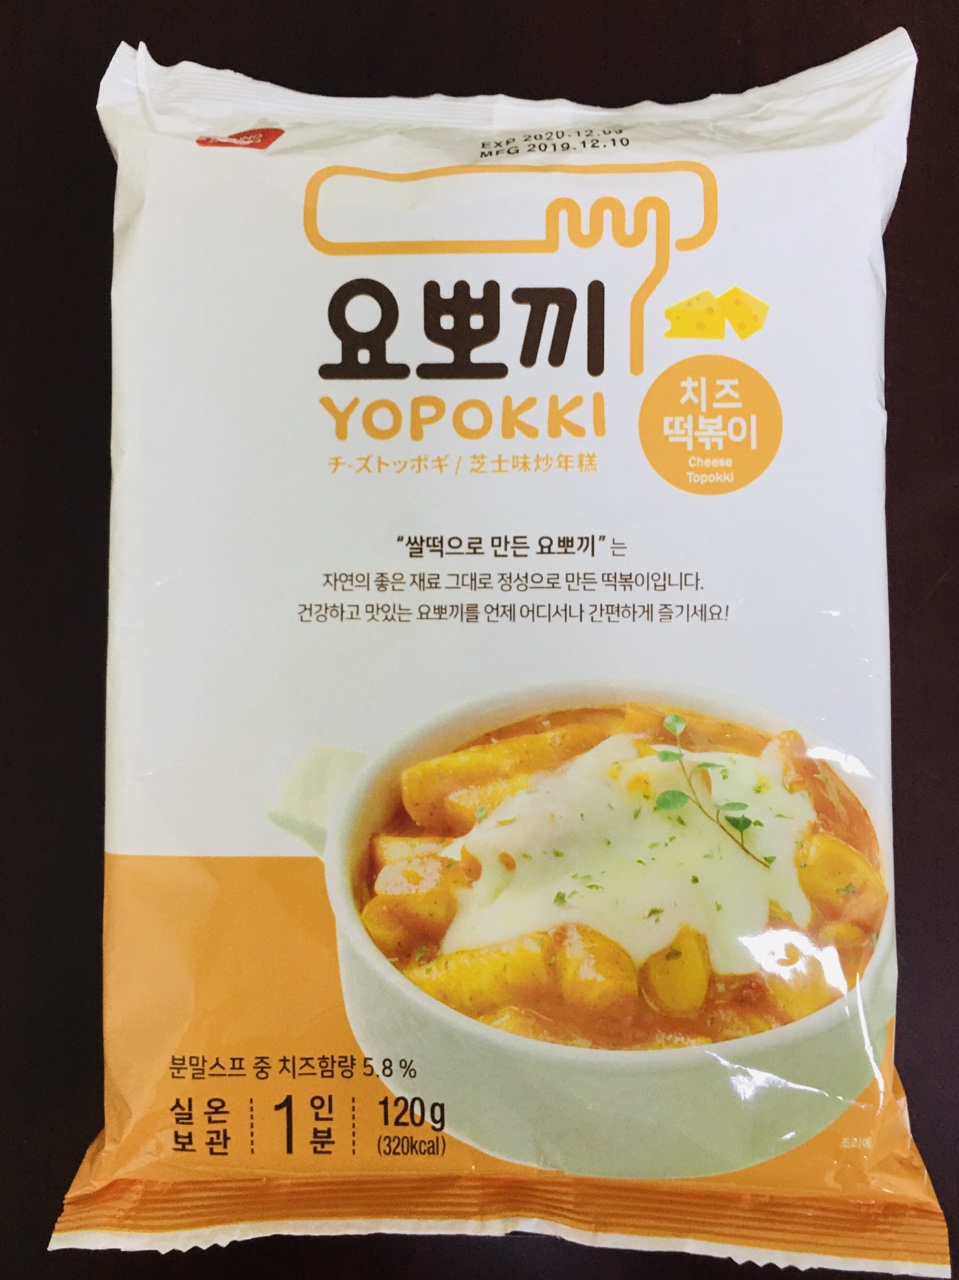 EXP 2020.12.09
MFG 2019.12.10
요뽀끼
YOPOKKI
チーズトッポギ / 芝士味炒年糕
치즈
떡볶이
Cheese
Topokki
“쌀떡으로 만든 요뽀끼”는
자연의 좋은 재료 그대로 정성으로 만든 떡볶이입니다.
건강하고 맛있는 요뽀끼를 언제 어디서나 간편하게 즐기세요!
분말스프 중 치즈함량 5.8 %
실온 보관
1 인분
120g
(320kcal)
조리예